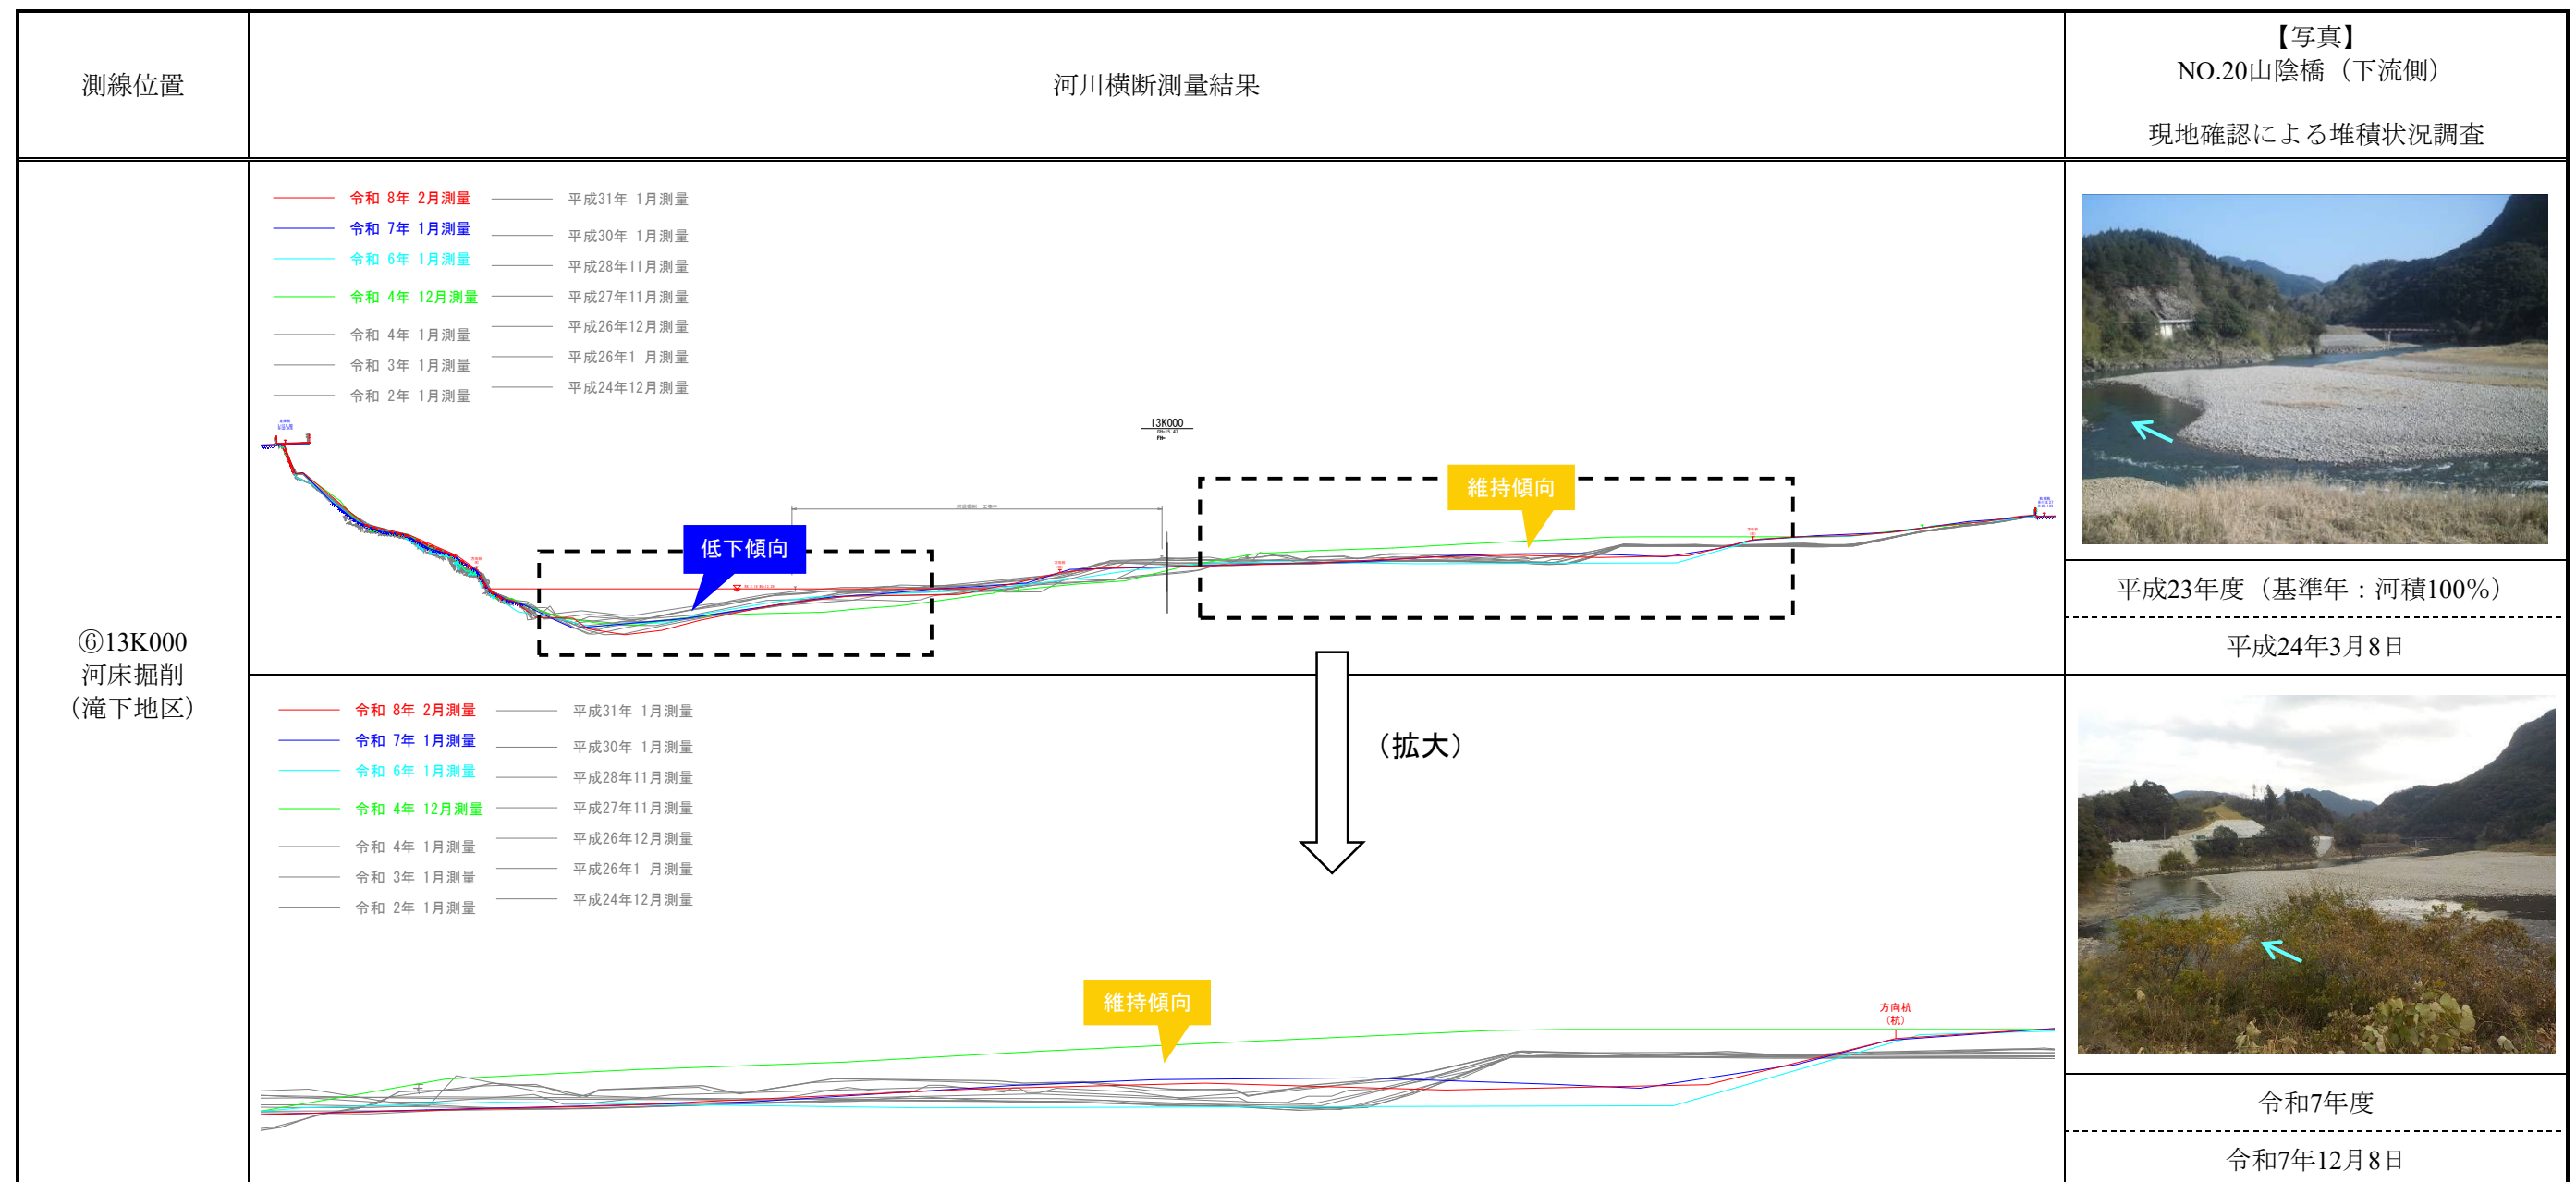 測線位置
河川横断測量結果
【写真】
NO.20山陰橋（下流側）
現地確認による堆積状況調査
⑥13K000
河床掘削
（滝下地区）
令和 8年 2月測量
令和 7年 1月測量
令和 6年 1月測量
令和 4年 12月測量
令和 4年 1月測量
令和 3年 1月測量
令和 2年 1月測量
平成31年 1月測量
平成30年 1月測量
平成28年11月測量
平成27年11月測量
平成26年12月測量
平成26年1 月測量
平成24年12月測量
13K000
低下傾向
維持傾向
平成23年度（基準年：河積100%）
平成24年3月8日
令和 8年 2月測量
令和 7年 1月測量
令和 6年 1月測量
令和 4年 12月測量
令和 4年 1月測量
令和 3年 1月測量
令和 2年 1月測量
平成31年 1月測量
平成30年 1月測量
平成28年11月測量
平成27年11月測量
平成26年12月測量
平成26年1 月測量
平成24年12月測量
（拡大）
維持傾向
方向杭
(杭)
令和7年度
令和7年12月8日